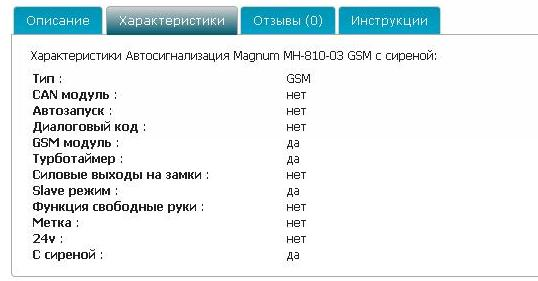 Описание Характеристики Отзывы (0) Инструкции
Характеристики Автосигнализация Magnum MH-810-03 GSM с сиреной:
Тип : GSM
CAN модуль : нет
Автозапуск : нет
Диалоговый код : нет
GSM модуль : да
Турботаймер : да
Силовые выходы на замки : нет
Slave режим : да
Функция свободные руки : нет
Метка : нет
24v : нет
С сиреной : да